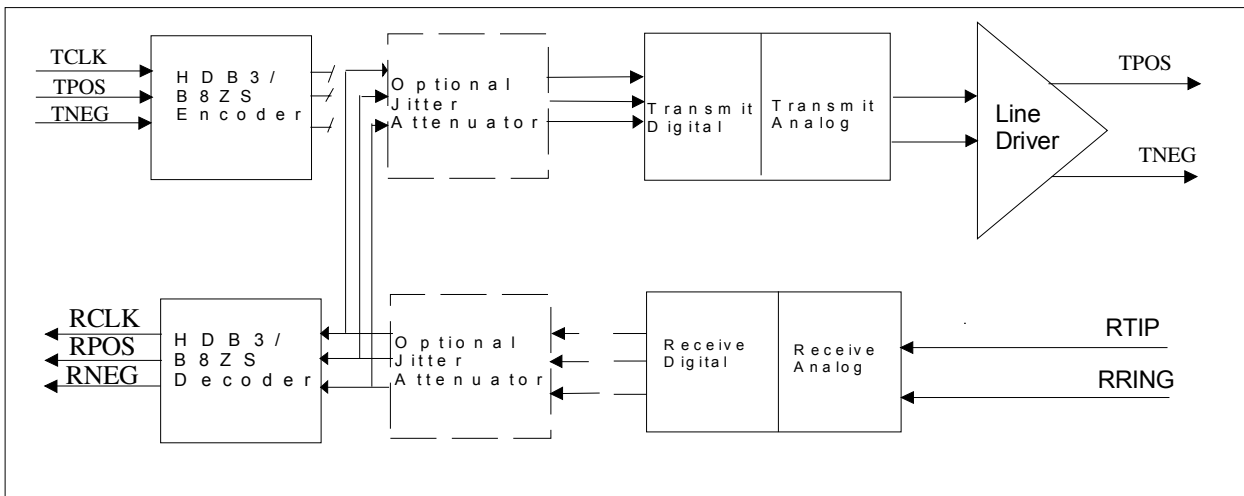 TCLK
TPOS
TNEG
HDB3/
B8ZS
Encoder
Optional
Jitter
Attenuator
Transmit
Digital
Transmit
Analog
Line
Driver
TPOS
TNEG
RCLK
RPOS
RNEG
HDB3/
B8ZS
Decoder
Optional
Jitter
Attenuator
Receive
Digital
Receive
Analog
RTIP
RRING